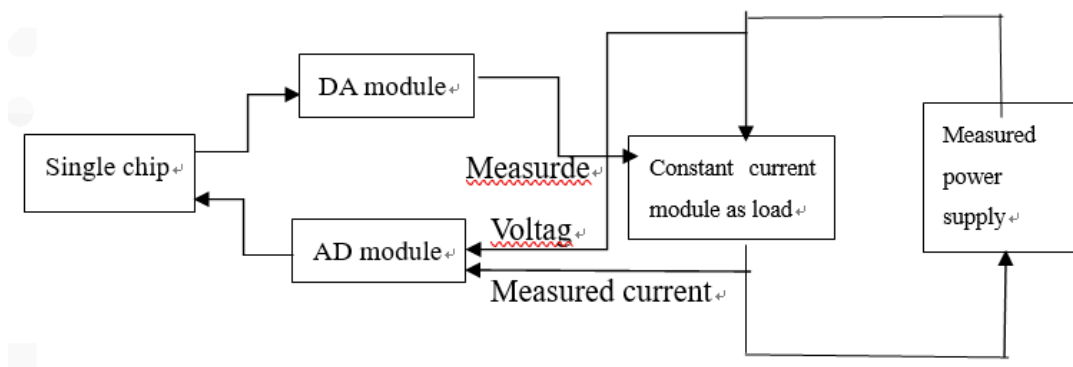 DA module
Single chip
Measurde
Constant current
module as load
Measured
power
supply
Voltag
AD module
Measured current